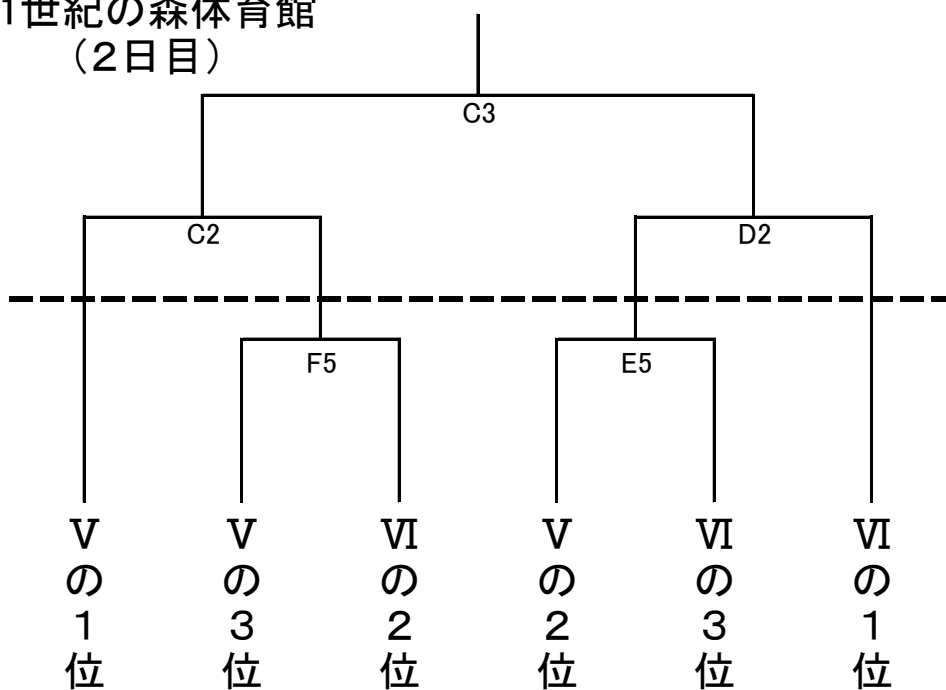 1世紀の森体育館
（2日目）
C3
C2
D2
F5
E5
Ⅴの1位
Ⅴの3位
Ⅵの2位
Ⅴの2位
Ⅵの3位
Ⅵの1位